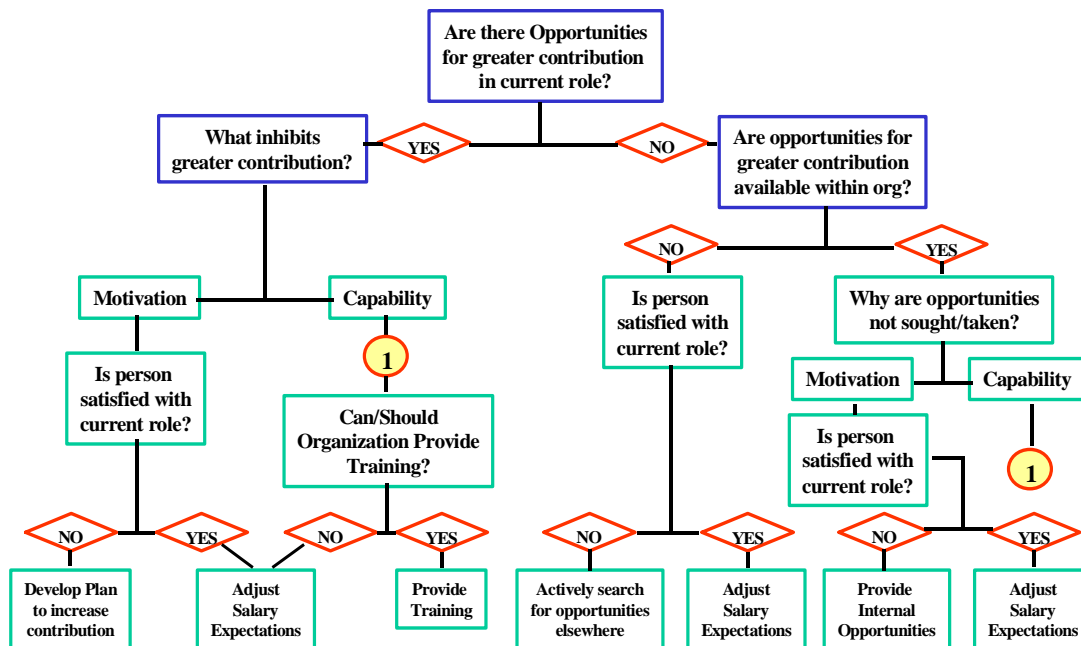 Are there Opportunities
for greater contribution
in current role?
What inhibits
greater contribution?
YES
NO
Are opportunities for
greater contribution
available within org?
NO
YES
Motivation
Capability
Is person
satisfied with
current role?
Why are opportunities
not sought/taken?
1
Is person
satisfied with
current role?
Motivation
Capability
Can/Should
Organization Provide
Training?
Is person
satisfied with
current role?
1
NO
YES
NO
YES
NO
YES
NO
YES
Develop Plan
to increase
contribution
Adjust
Salary
Expectations
Provide
Training
Actively search
for opportunities
elsewhere
Adjust
Salary
Expectations
Provide
Internal
Opportunities
Adjust
Salary
Expectations